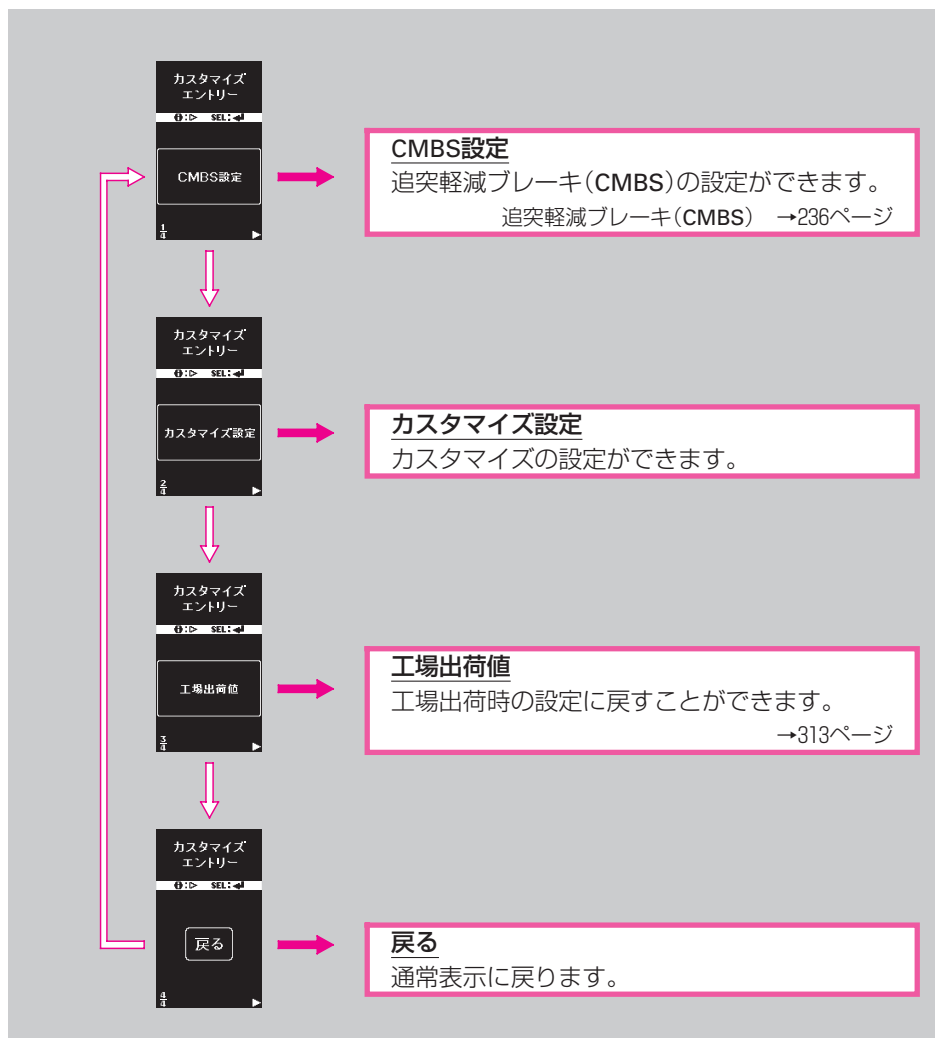 カスタマイズ
エントリー
ⓘ:▷ SEL:↲
CMBS設定
1/4 ▶
CMBS設定
追突軽減ブレーキ(CMBS)の設定ができます。
追突軽減ブレーキ(CMBS) →236ページ
カスタマイズ
エントリー
ⓘ:▷ SEL:↲
カスタマイズ設定
2/4 ▶
カスタマイズ設定
カスタマイズの設定ができます。
カスタマイズ
エントリー
ⓘ:▷ SEL:↲
工場出荷値
3/4 ▶
工場出荷値
工場出荷時の設定に戻すことができます。
→313ページ
カスタマイズ
エントリー
ⓘ:▷ SEL:↲
戻る
4/4 ▶
戻る
通常表示に戻ります。